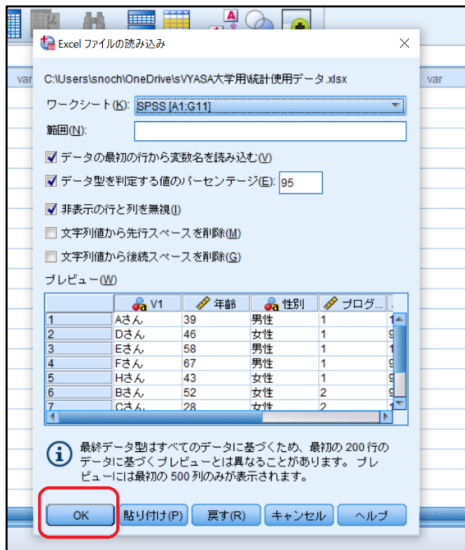 Excel ファイルの読み込み
var
var
C:\Users\snoch\OneDrive\sVYASA大学用\統計使用データ.xlsx
ワークシート(K): SPSS [A1:G11]
範囲(N):
データの最初の行から変数名を読み込む(V)
データ型を判定する値のパーセンテージ(E): 95
非表示の行と列を無視(I)
文字列値から先行スペースを削除(M)
文字列値から後続スペースを削除(G)
プレビュー(W)
V1 年齢 性別 プログ...
1 Aさん 39 男性 1 1
2 Dさん 46 女性 1 9
3 Eさん 58 男性 1 1
4 Fさん 67 男性 1 9
5 Hさん 43 女性 1 9
6 Bさん 52 女性 2 9
7 Cさん 28 女性 2
最終データ型はすべてのデータに基づくため、最初の 200 行の
データに基づくプレビューとは異なることがあります。 プレ
ビューには最初の 500 列のみが表示されます。
OK 貼り付け(P) 戻す(R) キャンセル ヘルプ